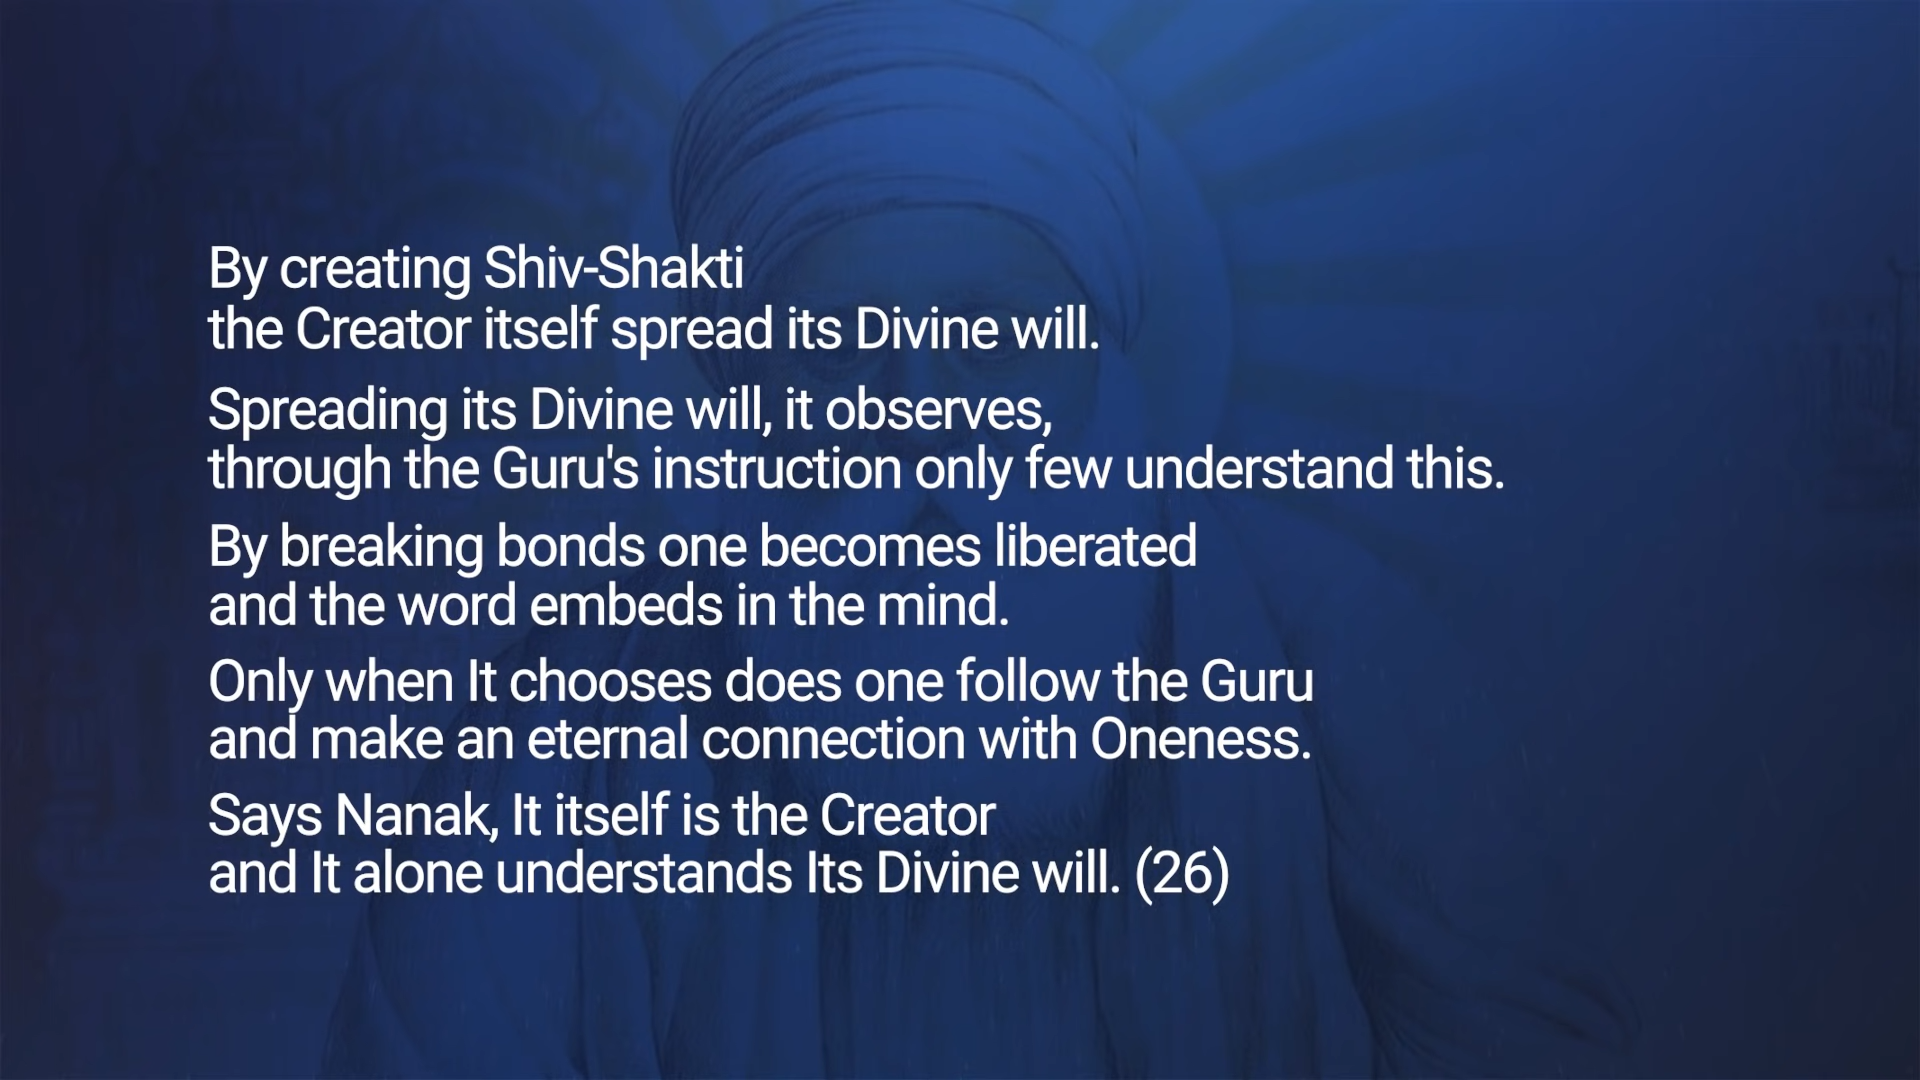 By creating Shiv-Shakti
the Creator itself spread its Divine will.
Spreading its Divine will, it observes,
through the Guru's instruction only few understand this.
By breaking bonds one becomes liberated
and the word embeds in the mind.
Only when It chooses does one follow the Guru
and make an eternal connection with Oneness.
Says Nanak, It itself is the Creator
and It alone understands Its Divine will. (26)